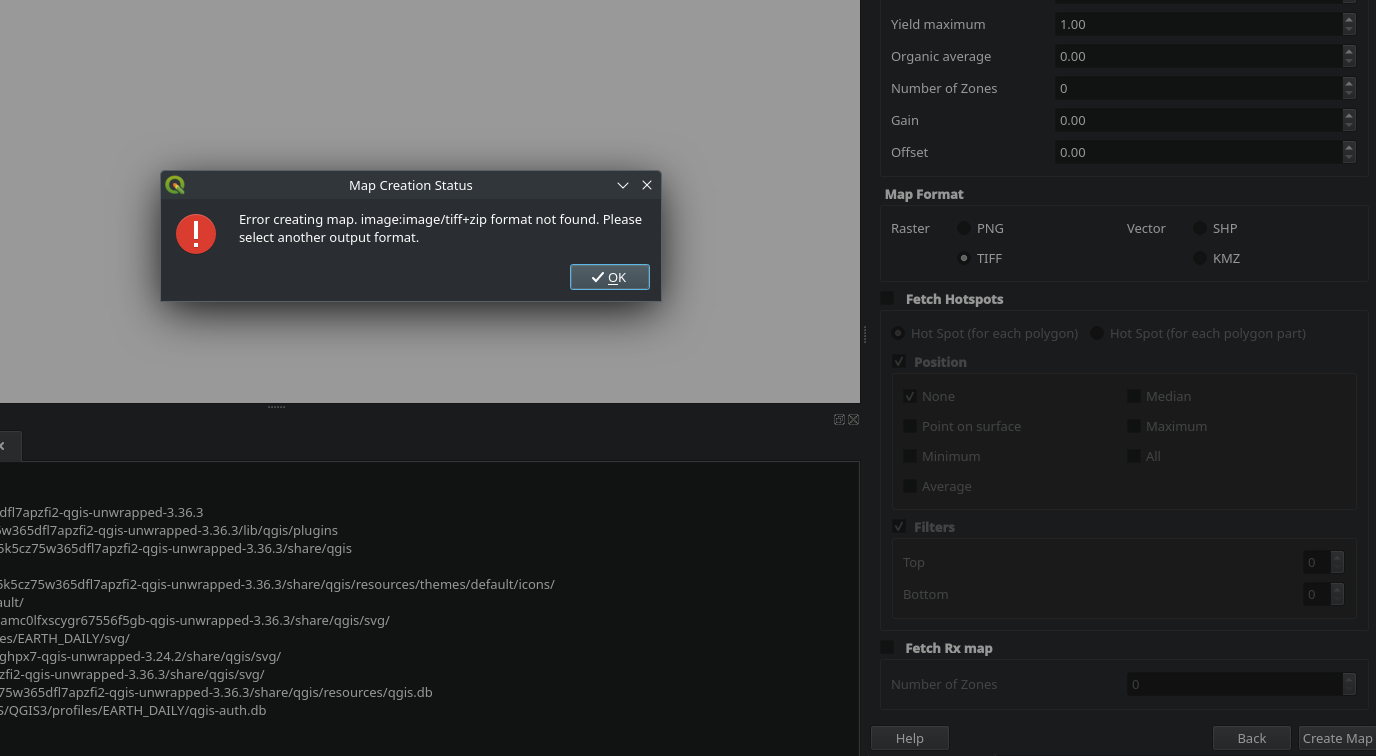 Yield maximum 1.00
Organic average 0.00
Number of Zones 0
Gain 0.00
Offset 0.00
Map Format
Raster PNG Vector SHP
TIFF KMZ
Fetch Hotspots
Hot Spot (for each polygon) Hot Spot (for each polygon part)
Position
None Median
Point on surface Maximum
Minimum All
Average
Filters
Top 0
Bottom 0
Fetch Rx map
Number of Zones 0
Help Back Create Map
Map Creation Status
Error creating map. image:image/tiff+zip format not found. Please
select another output format.
OK
dfl7apzfi2-qgis-unwrapped-3.36.3
w365dfl7apzfi2-qgis-unwrapped-3.36.3/lib/qgis/plugins
5k5cz75w365dfl7apzfi2-qgis-unwrapped-3.36.3/share/qgis
5k5cz75w365dfl7apzfi2-qgis-unwrapped-3.36.3/share/qgis/resources/themes/default/icons/
ault/
amc0lfxscygr67556f5gb-qgis-unwrapped-3.36.3/share/qgis/svg/
es/EARTH_DAILY/svg/
ghpx7-qgis-unwrapped-3.24.2/share/qgis/svg/
zfi2-qgis-unwrapped-3.36.3/share/qgis/svg/
75w365dfl7apzfi2-qgis-unwrapped-3.36.3/share/qgis/resources/qgis.db
S/QGIS3/profiles/EARTH_DAILY/qgis-auth.db